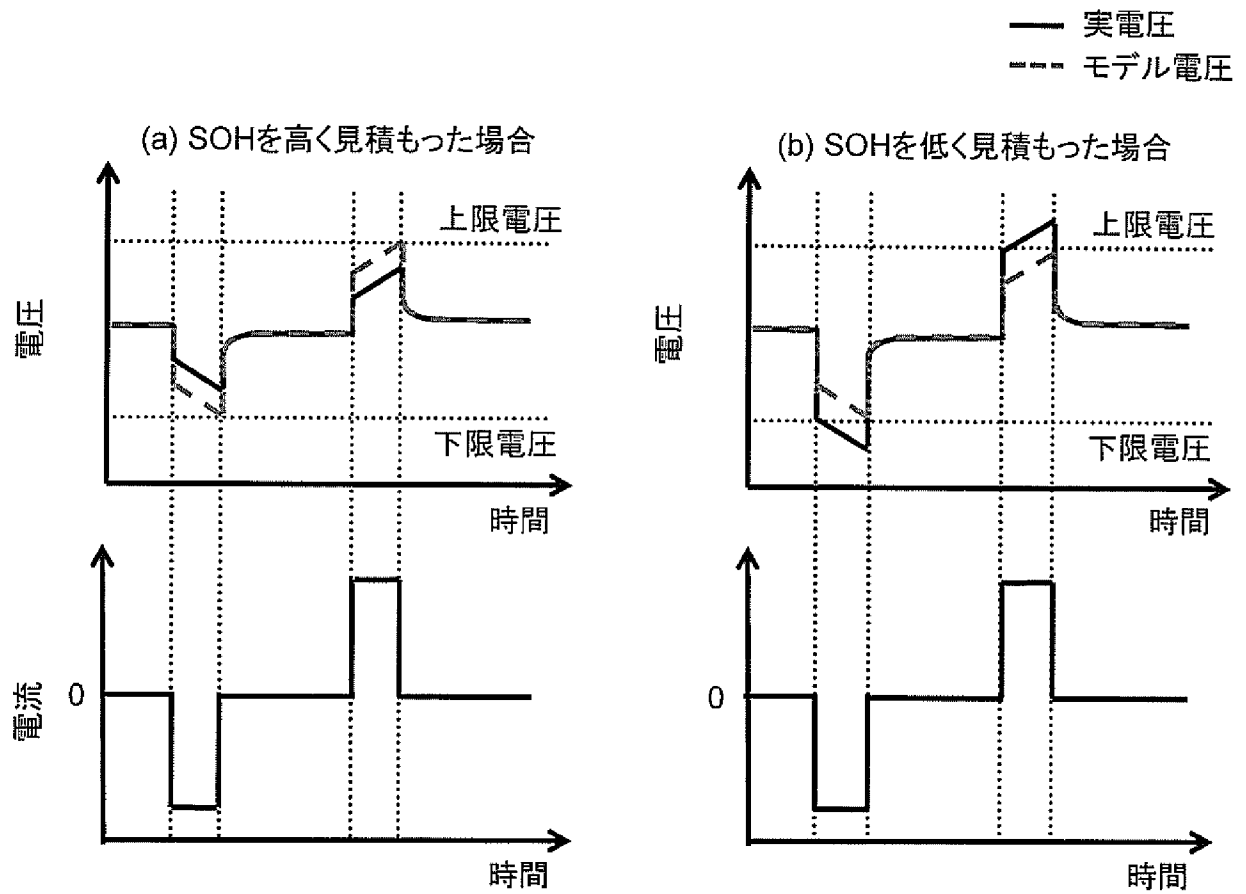 実電圧
モデル電圧
(a) SOHを高く見積もった場合
(b) SOHを低く見積もった場合
上限電圧
電圧
下限電圧
時間
上限電圧
電圧
下限電圧
時間
電流
0
時間
0
時間